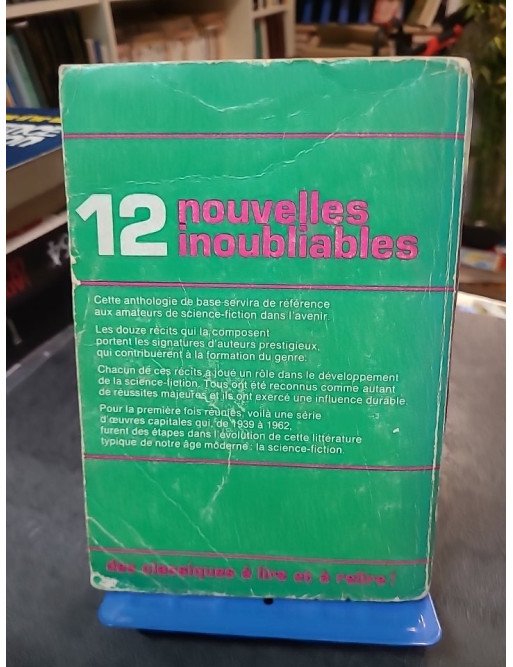 12 nouvelles
inoubliables
Cette anthologie de base servira de référence
aux amateurs de science-fiction dans l'avenir.
Les douze récits qui la composent
portent les signatures d'auteurs prestigieux,
qui contribuèrent à la formation du genre.
Chacun de ces récits a joué un rôle dans le développement
de la science-fiction. Tous ont été reconnus comme autant
de réussites majeures et ils ont exercé une influence durable.
Pour la première fois réunies, voilà une série
d'œuvres capitales qui, de 1939 à 1962,
furent des étapes dans l'évolution de cette littérature
typique de notre âge moderne : la science-fiction.
des classiques à lire et à relire !